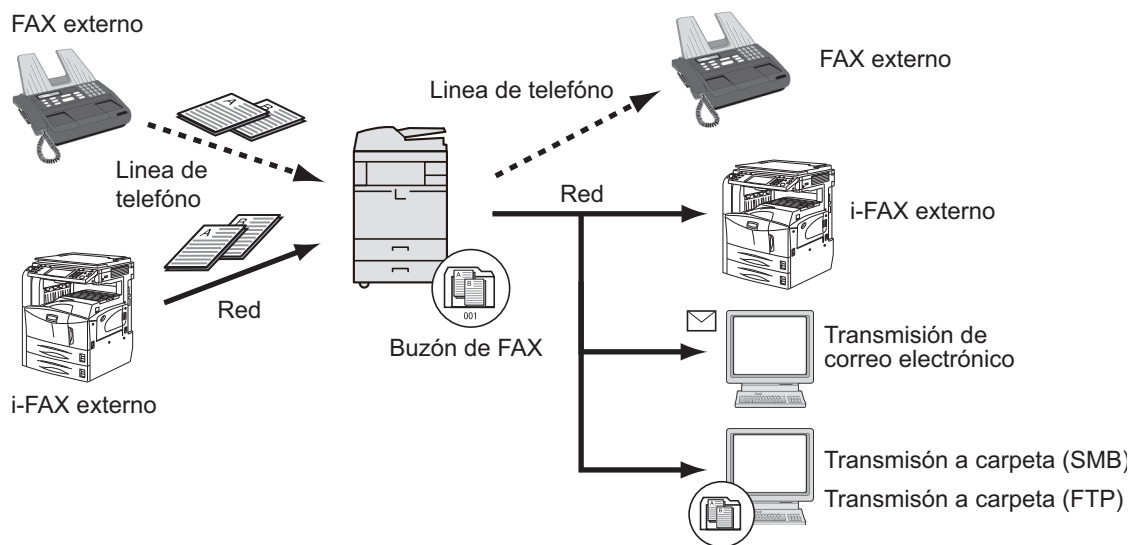 FAX externo
Linea de
telefóno
A
B
A
B
Red
i-FAX externo
A
B
001
Buzón de FAX
Linea de telefóno
FAX externo
Red
i-FAX externo
Transmisión de
correo electrónico
Transmisón a carpeta (SMB)
Transmisón a carpeta (FTP)
A
B